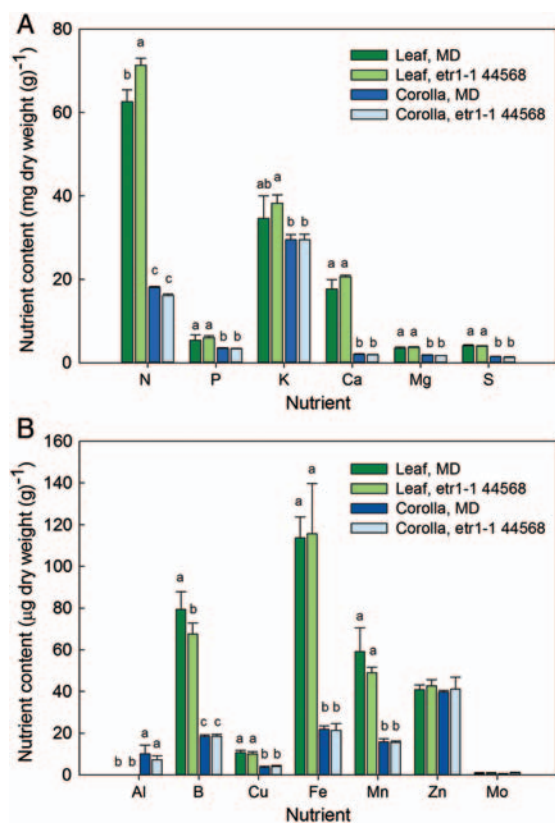 A
Nutrient content (mg dry weight (g)⁻¹)
80
60
40
20
0
Leaf, MD
Leaf, etr1-1 44568
Corolla, MD
Corolla, etr1-1 44568
b a c c
a a b b
ab a b b
a a b b
a a b b
a a b b
N P K Ca Mg S
Nutrient
B
Nutrient content (µg dry weight (g)⁻¹)
160
140
120
100
80
60
40
20
0
Leaf, MD
Leaf, etr1-1 44568
Corolla, MD
Corolla, etr1-1 44568
b b a a
a b c c
a a b b
a a b b
a a b b
Al B Cu Fe Mn Zn Mo
Nutrient